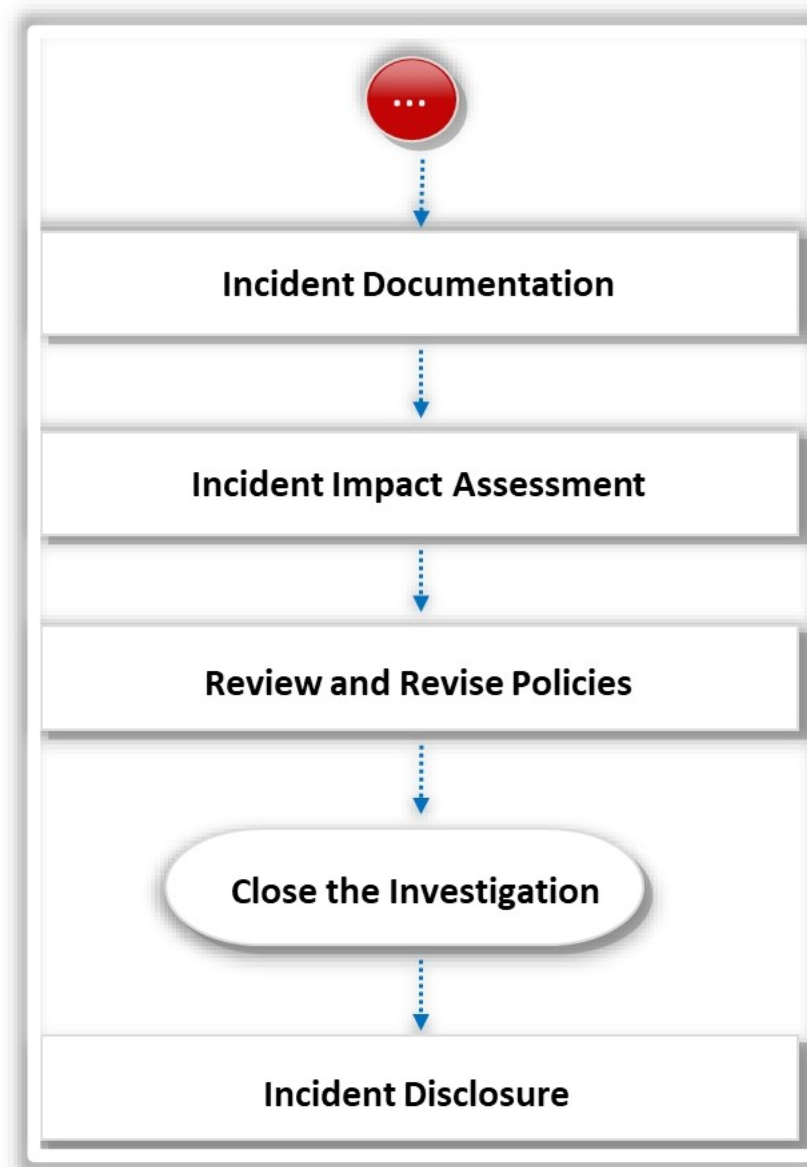 ...
Incident Documentation
Incident Impact Assessment
Review and Revise Policies
Close the Investigation
Incident Disclosure